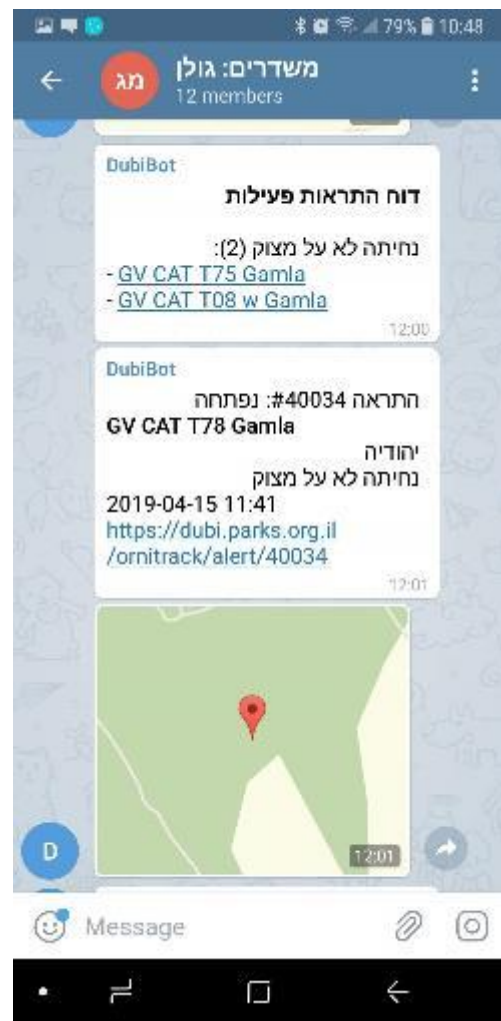 79% 10:48
מג
משדרים: גולן
12 members
DubiBot
דוח התראות פעילות
נחיתה לא על מצוק (2):
- GV CAT T75 Gamla
- GV CAT T08 w Gamla
12:00
DubiBot
התראה #40034: נפתחה
GV CAT T78 Gamla
יהודיה
נחיתה לא על מצוק
2019-04-15 11:41
https://dubi.parks.org.il
/ornitrack/alert/40034
12:01
D
12:01
Message